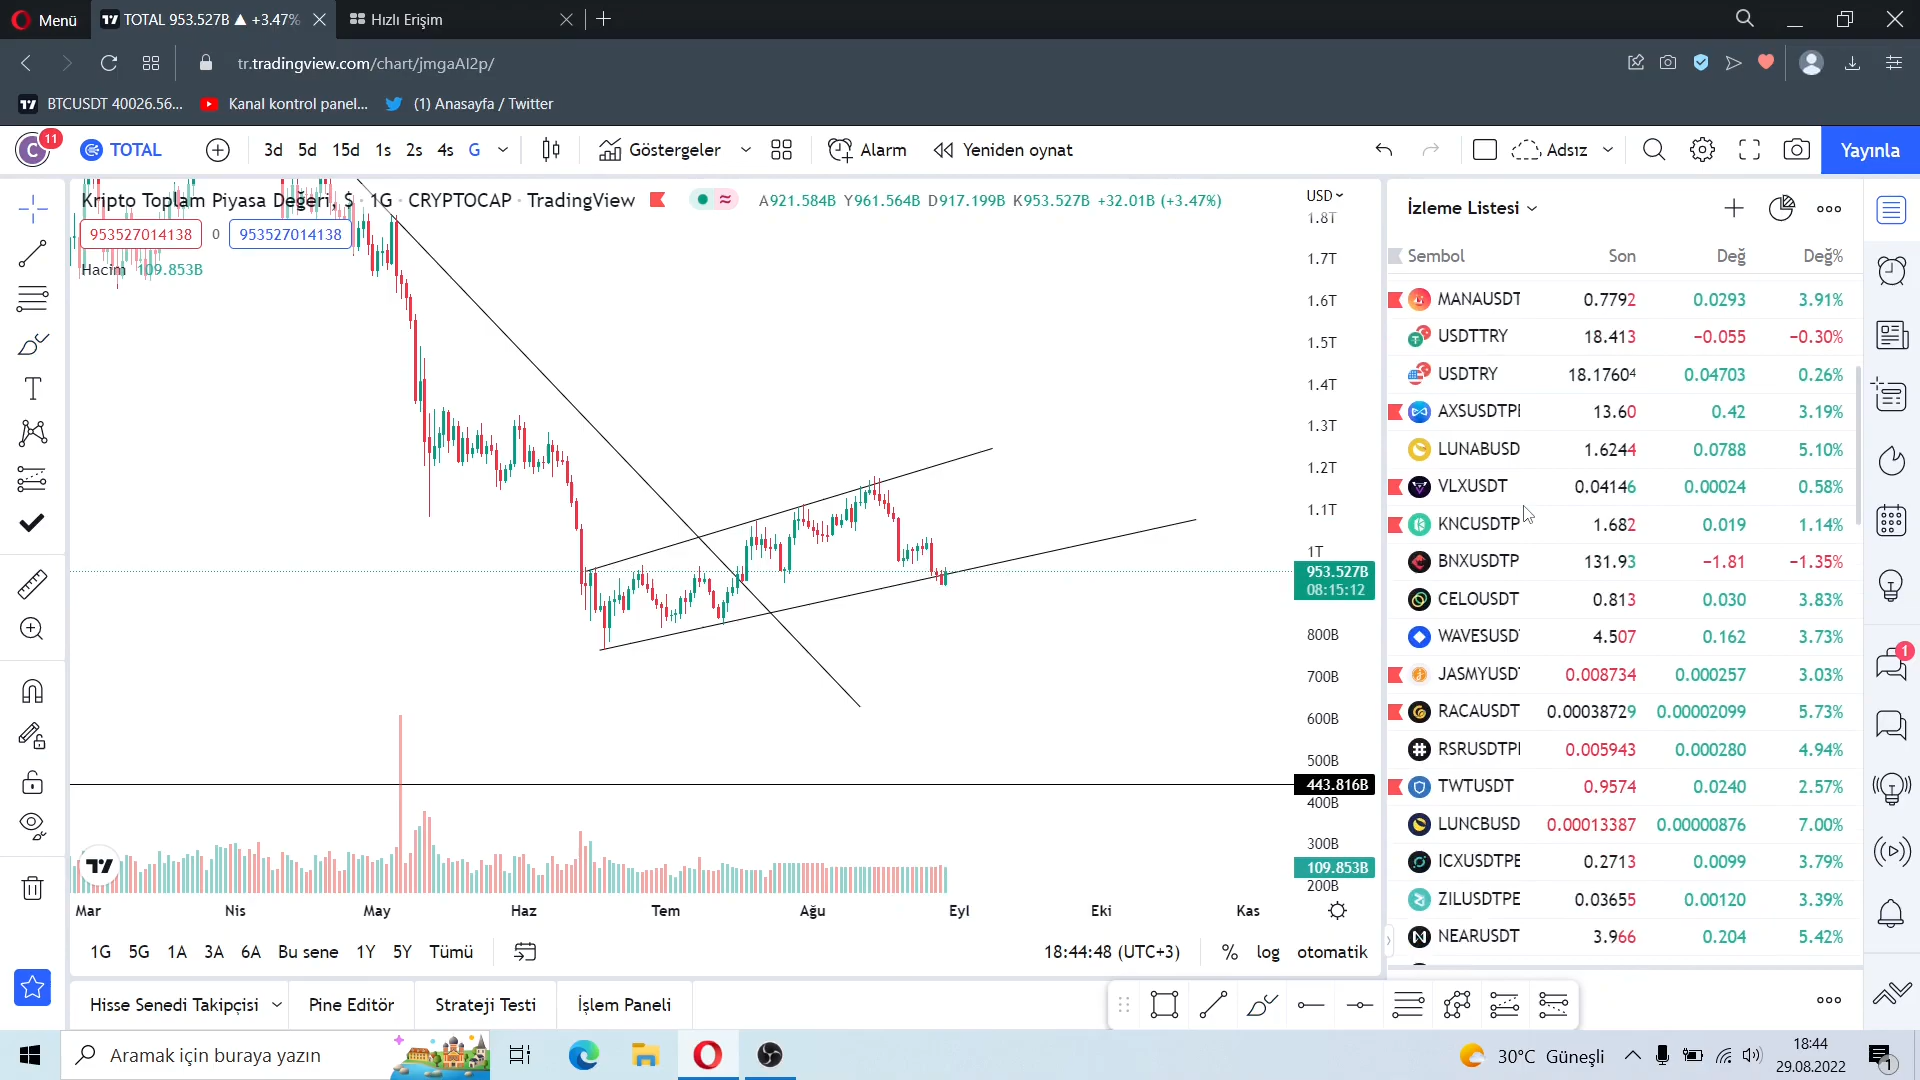 Menü
TOTAL 953.527B ▲ +3.47%
Hızlı Erişim
tr.tradingview.com/chart/jmgaAI2p/
BTCUSDT 40026.56...
Kanal kontrol panel...
(1) Anasayfa / Twitter
C 11
TOTAL
3d 5d 15d 1s 2s 4s G
Göstergeler
Alarm
Yeniden oynat
Adsız
Yayınla
Kripto Toplam Piyasa Değeri, $ · 1G · CRYPTOCAP · TradingView
A921.584B Y961.564B D917.199B K953.527B +32.01B (+3.47%)
953527014138 0 953527014138
Hacim 109.853B
USD
1.8T
1.7T
1.6T
1.5T
1.4T
1.3T
1.2T
1.1T
1T
953.527B
08:15:12
800B
700B
600B
500B
443.816B
400B
300B
109.853B
200B
Mar Nis May Haz Tem Ağu Eyl Eki Kas
1G 5G 1A 3A 6A Bu sene 1Y 5Y Tümü
18:44:48 (UTC+3)
% log otomatik
Hisse Senedi Takipçisi
Pine Editör
Strateji Testi
İşlem Paneli
İzleme Listesi
Sembol Son Değ Değ%
MANAUSDT 0.7792 0.0293 3.91%
USDTTRY 18.413 −0.055 −0.30%
USDTRY 18.17604 0.04703 0.26%
AXSUSDTPI 13.60 0.42 3.19%
LUNABUSD 1.6244 0.0788 5.10%
VLXUSDT 0.04146 0.00024 0.58%
KNCUSDTP 1.682 0.019 1.14%
BNXUSDTP 131.93 −1.81 −1.35%
CELOUSDT 0.813 0.030 3.83%
WAVESUSD 4.507 0.162 3.73%
JASMYUSD 0.008734 0.000257 3.03%
RACAUSDT 0.00038729 0.00002099 5.73%
RSRUSDTPI 0.005943 0.000280 4.94%
TWTUSDT 0.9574 0.0240 2.57%
LUNCBUSD 0.00013387 0.00000876 7.00%
ICXUSDTPE 0.2713 0.0099 3.79%
ZILUSDTPE 0.03655 0.00120 3.39%
NEARUSDT 3.966 0.204 5.42%
1
Aramak için buraya yazın
30°C Güneşli
18:44
29.08.2022
1